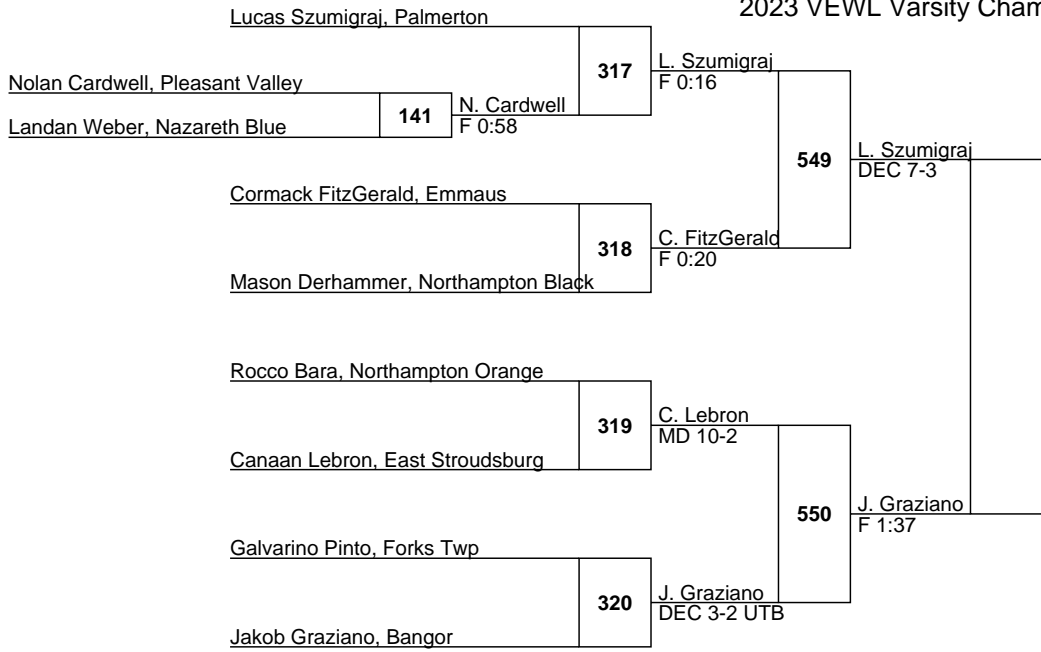 2023 VEWL Varsity Cham
Lucas Szumigraj, Palmerton
317
L. Szumigraj
F 0:16
Nolan Cardwell, Pleasant Valley
141
N. Cardwell
F 0:58
Landan Weber, Nazareth Blue
549
L. Szumigraj
DEC 7-3
Cormack FitzGerald, Emmaus
318
C. FitzGerald
F 0:20
Mason Derhammer, Northampton Black
Rocco Bara, Northampton Orange
319
C. Lebron
MD 10-2
Canaan Lebron, East Stroudsburg
550
J. Graziano
F 1:37
Galvarino Pinto, Forks Twp
320
J. Graziano
DEC 3-2 UTB
Jakob Graziano, Bangor